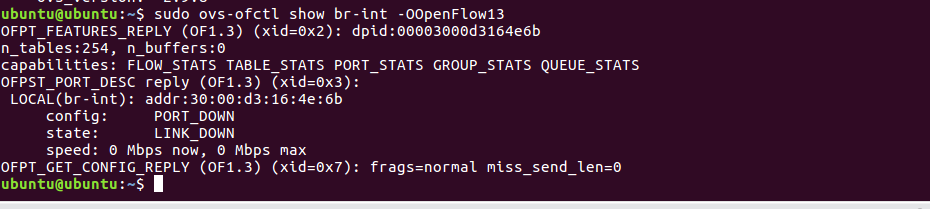 ubuntu@ubuntu:~$ sudo ovs-ofctl show br-int -OOpenFlow13
OFPT_FEATURES_REPLY (OF1.3) (xid=0x2): dpid:00003000d3164e6b
n_tables:254, n_buffers:0
capabilities: FLOW_STATS TABLE_STATS PORT_STATS GROUP_STATS QUEUE_STATS
OFPST_PORT_DESC reply (OF1.3) (xid=0x3):
 LOCAL(br-int): addr:30:00:d3:16:4e:6b
     config:     PORT_DOWN
     state:      LINK_DOWN
     speed: 0 Mbps now, 0 Mbps max
OFPT_GET_CONFIG_REPLY (OF1.3) (xid=0x7): frags=normal miss_send_len=0
ubuntu@ubuntu:~$